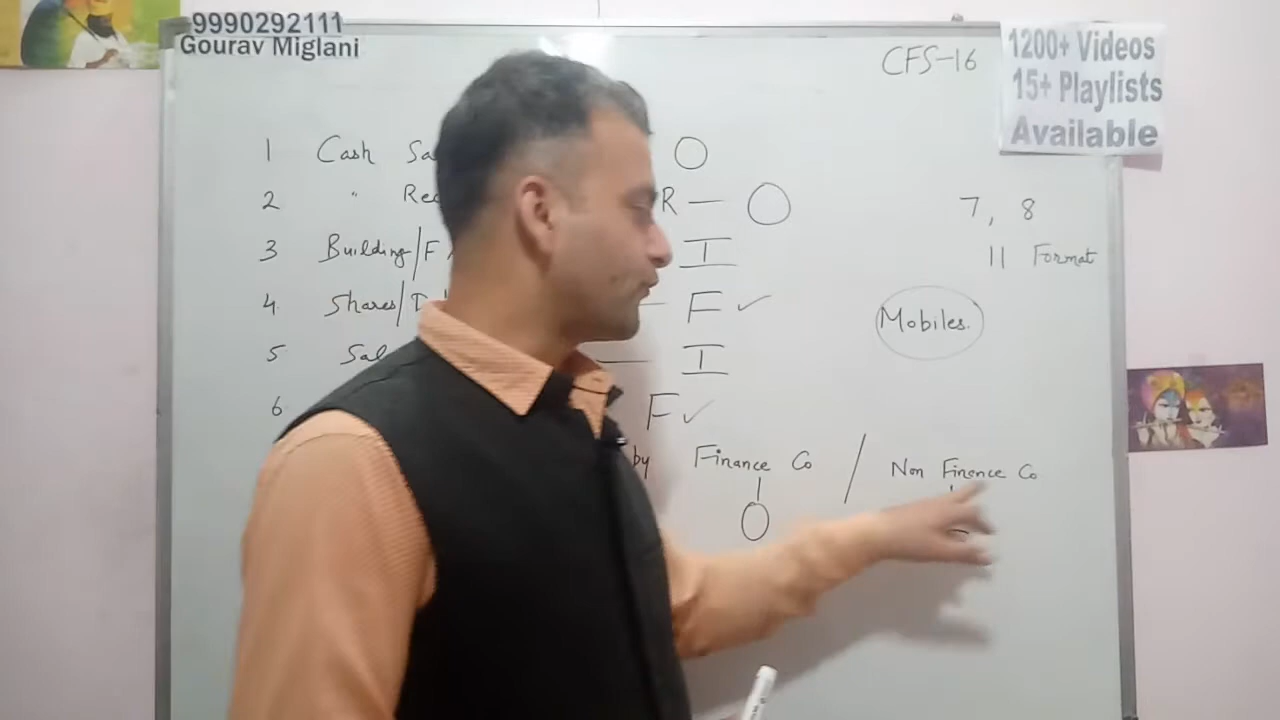 9990292111
Gourav Miglani
CFS-16
1200+ Videos
15+ Playlists
Available
1 Cash Sa O
2 " Rec R — O
3 Building/F I
4. Shares/D — F ✓
5 Sal — I
6 F ✓
by Finance Co / Non Finance Co
O
7, 8
11 Format
Mobiles.